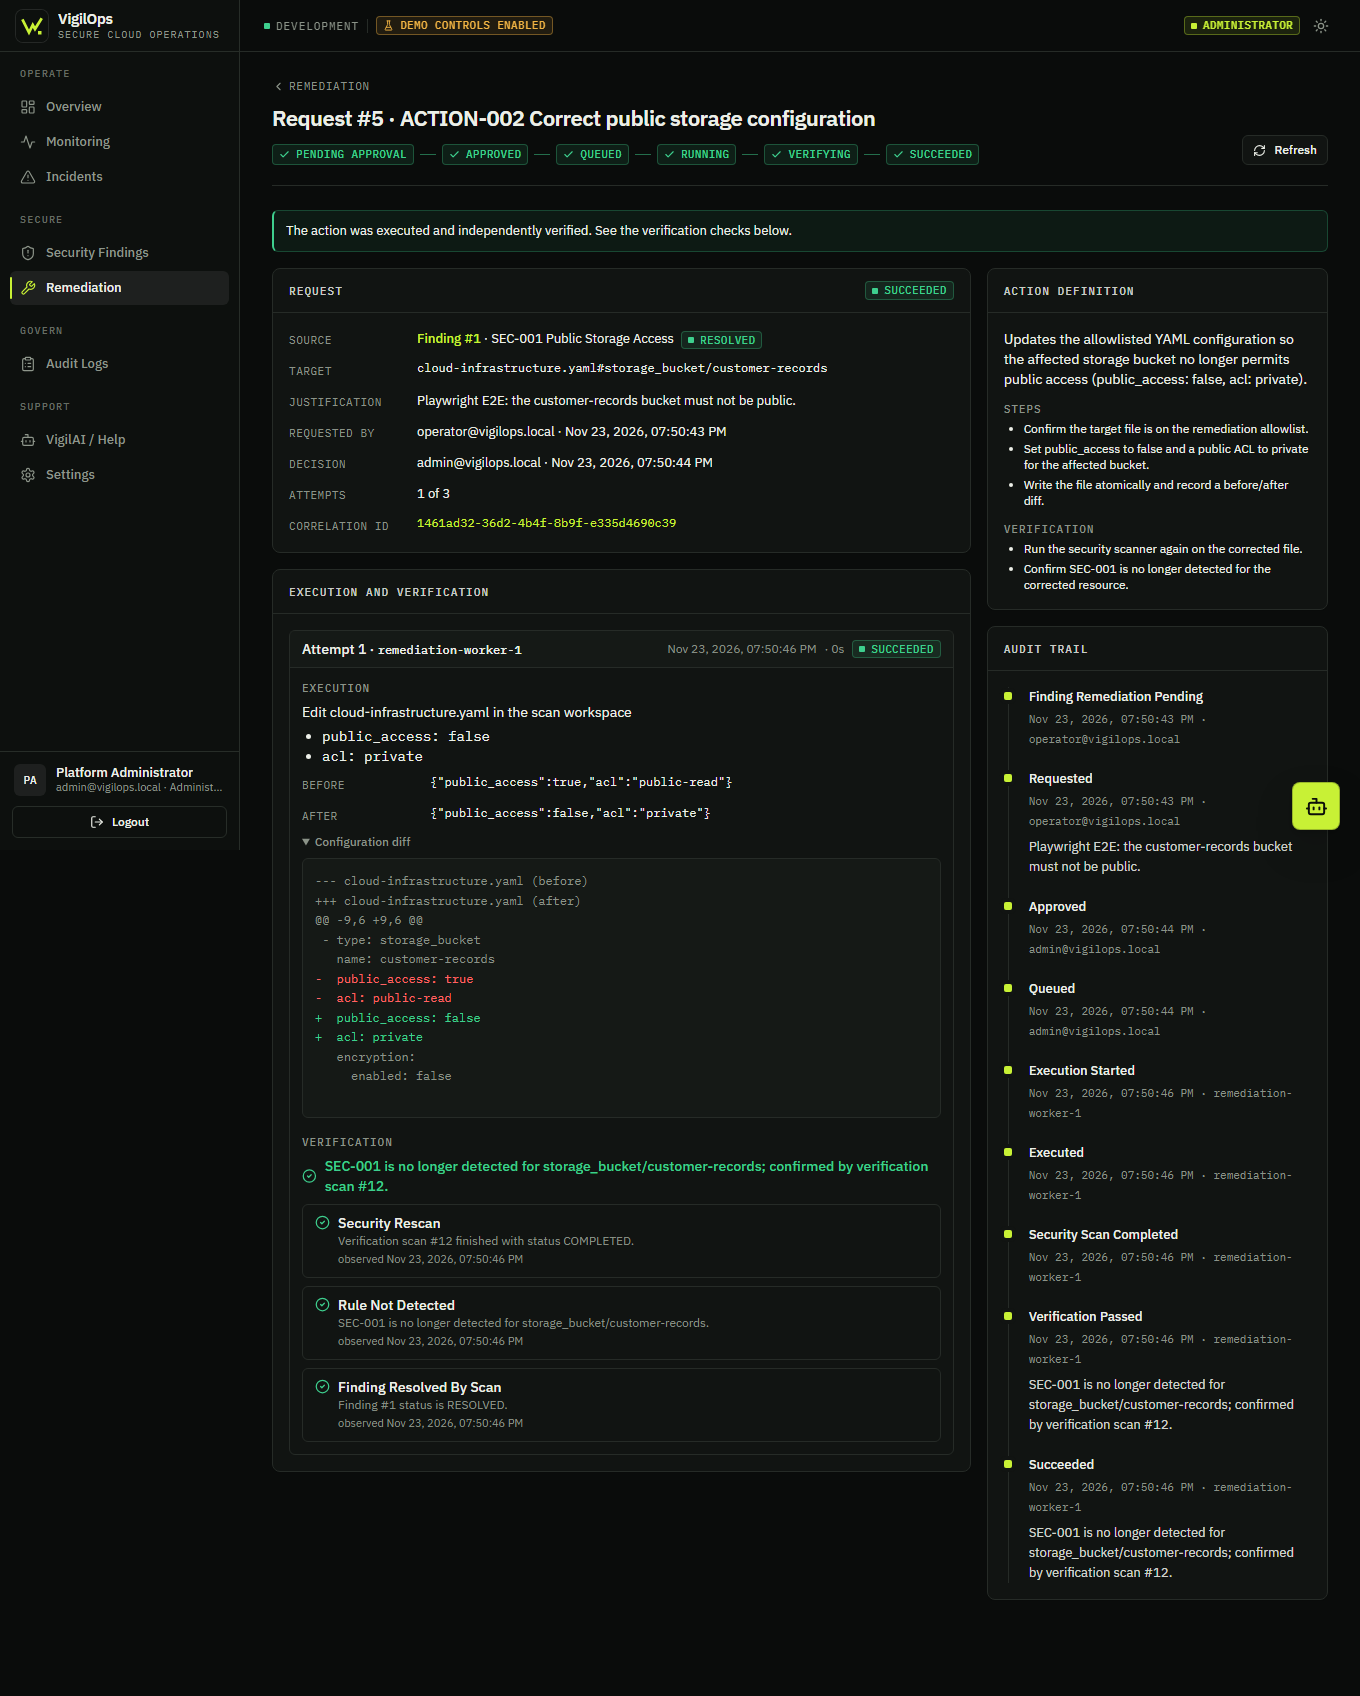 VigilOps
SECURE CLOUD OPERATIONS
DEVELOPMENT
DEMO CONTROLS ENABLED
ADMINISTRATOR
OPERATE
Overview
Monitoring
Incidents
SECURE
Security Findings
Remediation
GOVERN
Audit Logs
SUPPORT
VigilAI / Help
Settings
PA
Platform Administrator
admin@vigilops.local · Administ...
Logout
REMEDIATION
Request #5 · ACTION-002 Correct public storage configuration
PENDING APPROVAL
APPROVED
QUEUED
RUNNING
VERIFYING
SUCCEEDED
Refresh
The action was executed and independently verified. See the verification checks below.
REQUEST
SUCCEEDED
SOURCE
Finding #1 · SEC-001 Public Storage Access
RESOLVED
TARGET
cloud-infrastructure.yaml#storage_bucket/customer-records
JUSTIFICATION
Playwright E2E: the customer-records bucket must not be public.
REQUESTED BY
operator@vigilops.local · Nov 23, 2026, 07:50:43 PM
DECISION
admin@vigilops.local · Nov 23, 2026, 07:50:44 PM
ATTEMPTS
1 of 3
CORRELATION ID
1461ad32-36d2-4b4f-8b9f-e335d4690c39
EXECUTION AND VERIFICATION
Attempt 1 · remediation-worker-1
Nov 23, 2026, 07:50:46 PM · 0s
SUCCEEDED
EXECUTION
Edit cloud-infrastructure.yaml in the scan workspace
• public_access: false
• acl: private
BEFORE
{"public_access":true,"acl":"public-read"}
AFTER
{"public_access":false,"acl":"private"}
▼ Configuration diff
--- cloud-infrastructure.yaml (before)
+++ cloud-infrastructure.yaml (after)
@@ -9,6 +9,6 @@
 - type: storage_bucket
   name: customer-records
-  public_access: true
-  acl: public-read
+  public_access: false
+  acl: private
   encryption:
     enabled: false
VERIFICATION
SEC-001 is no longer detected for storage_bucket/customer-records; confirmed by verification
scan #12.
Security Rescan
Verification scan #12 finished with status COMPLETED.
observed Nov 23, 2026, 07:50:46 PM
Rule Not Detected
SEC-001 is no longer detected for storage_bucket/customer-records.
observed Nov 23, 2026, 07:50:46 PM
Finding Resolved By Scan
Finding #1 status is RESOLVED.
observed Nov 23, 2026, 07:50:46 PM
ACTION DEFINITION
Updates the allowlisted YAML configuration so
the affected storage bucket no longer permits
public access (public_access: false, acl: private).
STEPS
• Confirm the target file is on the remediation allowlist.
• Set public_access to false and a public ACL to private
for the affected bucket.
• Write the file atomically and record a before/after
diff.
VERIFICATION
• Run the security scanner again on the corrected file.
• Confirm SEC-001 is no longer detected for the
corrected resource.
AUDIT TRAIL
Finding Remediation Pending
Nov 23, 2026, 07:50:43 PM ·
operator@vigilops.local
Requested
Nov 23, 2026, 07:50:43 PM ·
operator@vigilops.local
Playwright E2E: the customer-records bucket
must not be public.
Approved
Nov 23, 2026, 07:50:44 PM ·
admin@vigilops.local
Queued
Nov 23, 2026, 07:50:44 PM ·
admin@vigilops.local
Execution Started
Nov 23, 2026, 07:50:46 PM · remediation-
worker-1
Executed
Nov 23, 2026, 07:50:46 PM · remediation-
worker-1
Security Scan Completed
Nov 23, 2026, 07:50:46 PM · remediation-
worker-1
Verification Passed
Nov 23, 2026, 07:50:46 PM · remediation-
worker-1
SEC-001 is no longer detected for
storage_bucket/customer-records; confirmed
by verification scan #12.
Succeeded
Nov 23, 2026, 07:50:46 PM · remediation-
worker-1
SEC-001 is no longer detected for
storage_bucket/customer-records; confirmed
by verification scan #12.